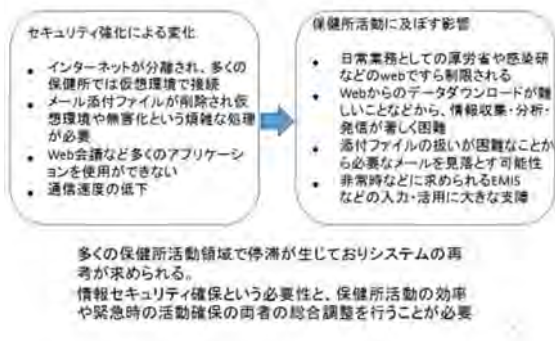 セキュリティ強化による変化
• インターネットが分離され、多くの
保健所では仮想環境で接続
• メール添付ファイルが削除され仮
想環境や無害化という煩雑な処理
が必要
• Web会議など多くのアプリケーシ
ョンを使用ができない
• 通信速度の低下
保健所活動に及ぼす影響
• 日常業務としての厚労省や感染研
などのwebですら制限される
• Webからのデータダウンロードが難
しいことなどから、情報収集・分析・
発信が著しく困難
• 添付ファイルの扱いが困難なことか
ら必要なメールを見落とす可能性
• 非常時などに求められるEMIS
などの入力・活用に大きな支障
多くの保健所活動領域で停滞が生じておりシステムの再
考が求められる。
情報セキュリティ確保という必要性と、保健所活動の効率
や緊急時の活動確保の両者の総合調整を行うことが必要